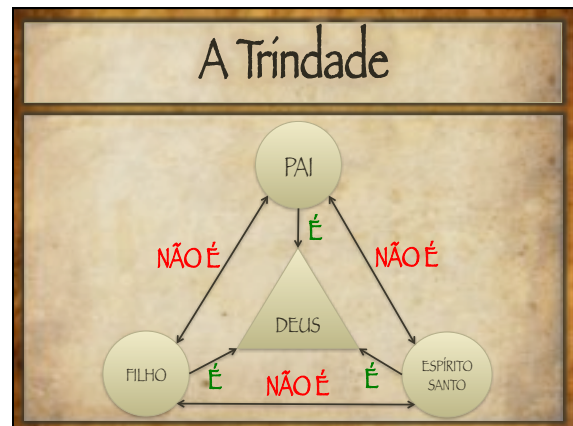 A Trindade
PAI
É
NÃO É
NÃO É
DEUS
FILHO
É
NÃO É
É
ESPÍRITO
SANTO